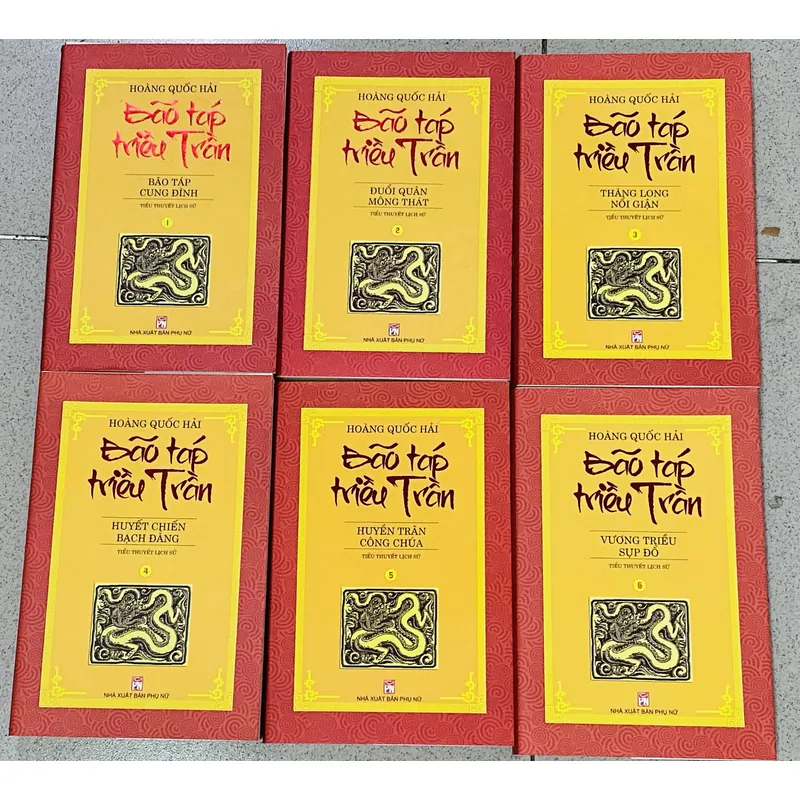 HOÀNG QUỐC HẢI
Bão táp
triều Trần
BÃO TÁP
CUNG ĐÌNH
TIỂU THUYẾT LỊCH SỬ
1
NHÀ XUẤT BẢN PHỤ NỮ
HOÀNG QUỐC HẢI
Bão táp
triều Trần
ĐUỔI QUÂN
MÔNG THÁT
TIỂU THUYẾT LỊCH SỬ
2
NHÀ XUẤT BẢN PHỤ NỮ
HOÀNG QUỐC HẢI
Bão táp
triều Trần
THĂNG LONG
NỔI GIẬN
TIỂU THUYẾT LỊCH SỬ
3
NHÀ XUẤT BẢN PHỤ NỮ
HOÀNG QUỐC HẢI
Bão táp
triều Trần
HUYẾT CHIẾN
BẠCH ĐẰNG
TIỂU THUYẾT LỊCH SỬ
4
NHÀ XUẤT BẢN PHỤ NỮ
HOÀNG QUỐC HẢI
Bão táp
triều Trần
HUYỀN TRÂN
CÔNG CHÚA
TIỂU THUYẾT LỊCH SỬ
5
NHÀ XUẤT BẢN PHỤ NỮ
HOÀNG QUỐC HẢI
Bão táp
triều Trần
VƯƠNG TRIỀU
SỤP ĐỔ
TIỂU THUYẾT LỊCH SỬ
6
NHÀ XUẤT BẢN PHỤ NỮ